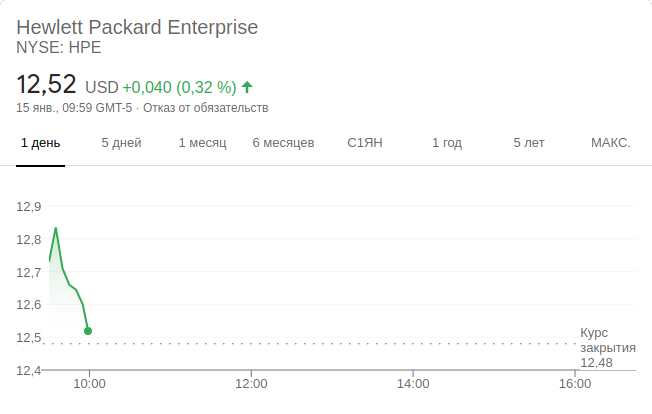 Hewlett Packard Enterprise
NYSE: HPE
12,52 USD +0,040 (0,32 %)
15 янв., 09:59 GMT-5 · Отказ от обязательств
1 день 5 дней 1 месяц 6 месяцев С1ЯН 1 год 5 лет МАКС.
12,9
12,8
12,7
12,6
12,5
12,4
Курс
закрытия
12,48
10:00 12:00 14:00 16:00